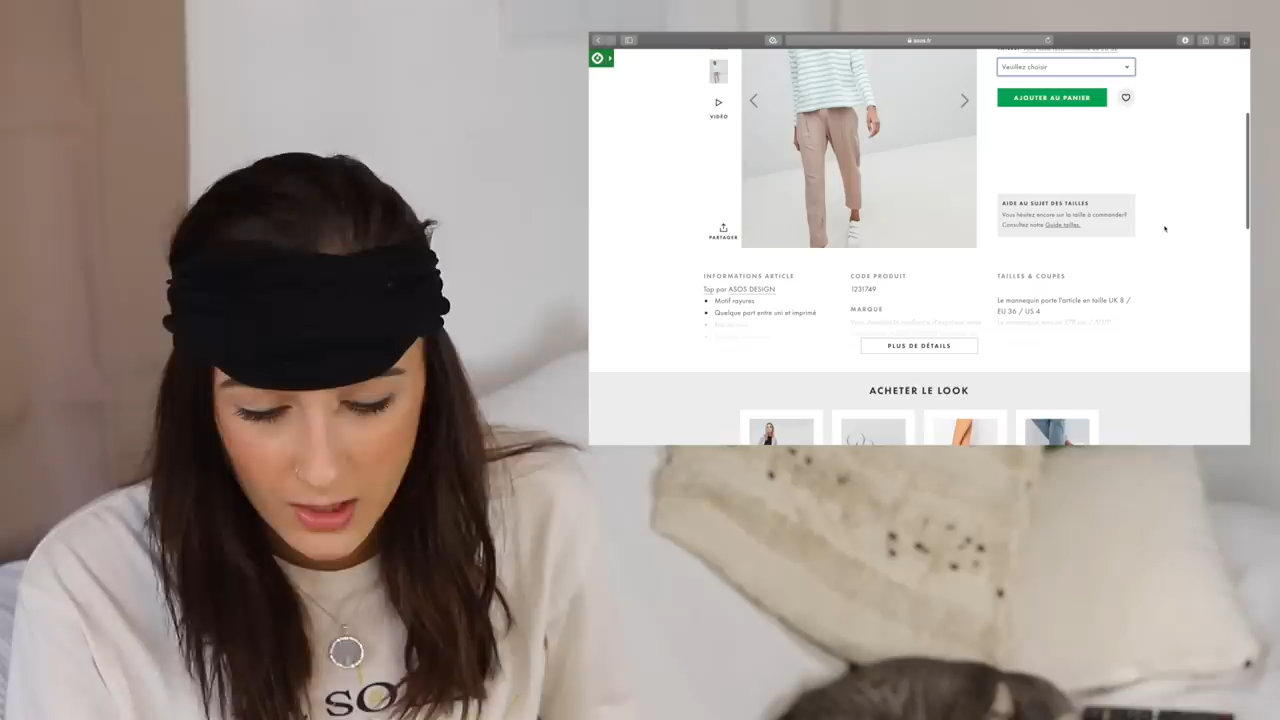 asos.fr
Veuillez choisir
AJOUTER AU PANIER
VIDÉO
AIDE AU SUJET DES TAILLES
Vous hésitez encore sur la taille à commander?
Consultez notre Guide tailles.
PARTAGER
INFORMATIONS ARTICLE
Top par ASOS DESIGN
Motif rayures
Quelque part entre uni et imprimé
CODE PRODUIT
1231749
MARQUE
TAILLES & COUPES
Le mannequin porte l'article en taille UK 8 /
EU 36 / US 4
PLUS DE DÉTAILS
ACHETER LE LOOK
SO